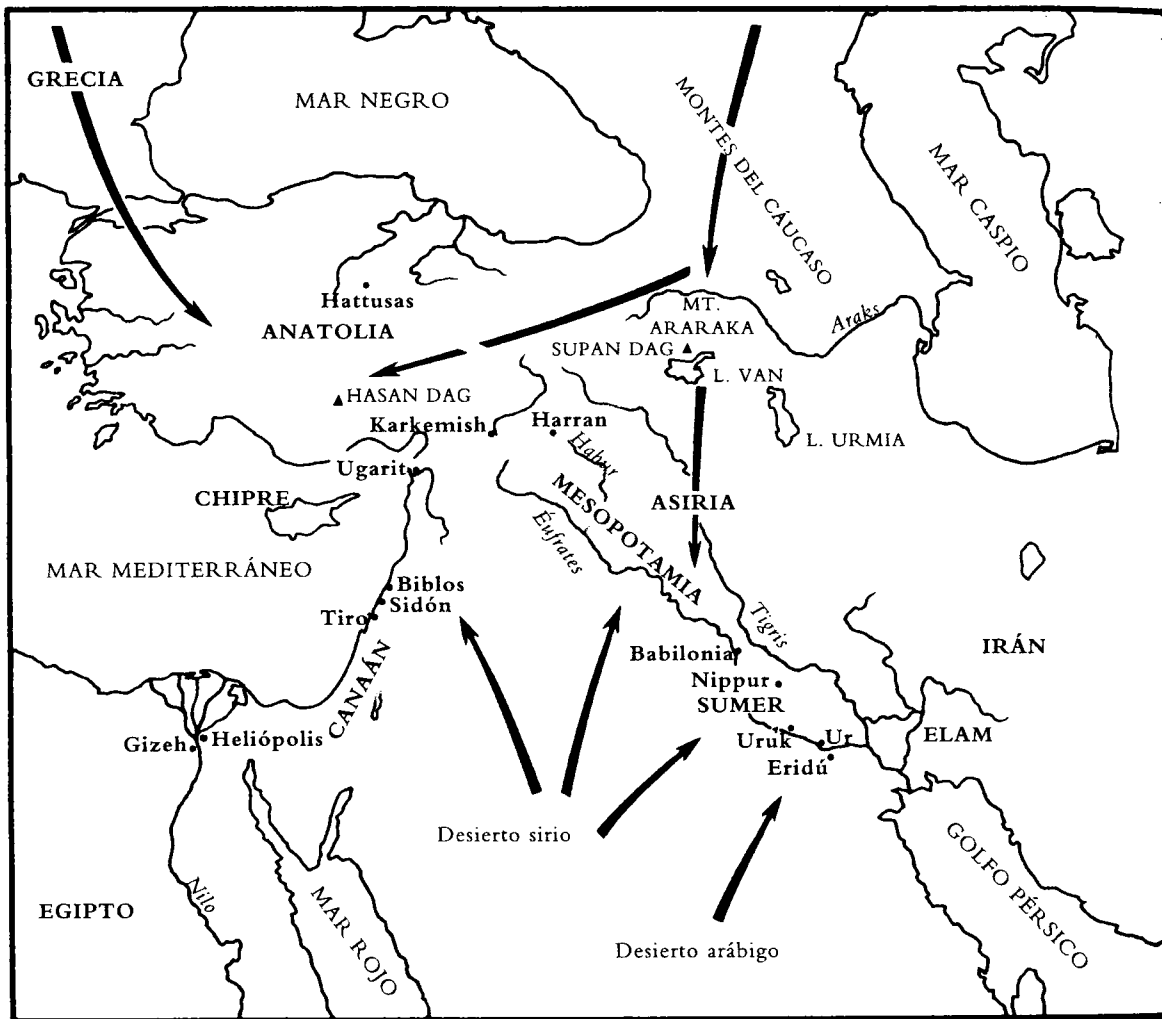 GRECIA
MAR NEGRO
MONTES DEL CÁUCASO
MAR CASPIO
Hattusas
ANATOLIA
MT.
ARARAKA
SUPAN DAG
Araks
L. VAN
HASAN DAG
Karkemish
Harran
Habur
L. URMIA
Ugarit
CHIPRE
MESOPOTAMIA
ASIRIA
Éufrates
MAR MEDITERRÁNEO
Biblos
Sidón
Tiro
CANAÁN
Tigris
IRÁN
Babilonia
Nippur
SUMER
Uruk
Ur
ELAM
Eridú
Gizeh
Heliópolis
Desierto sirio
GOLFO PÉRSICO
EGIPTO
Nilo
MAR ROJO
Desierto arábigo